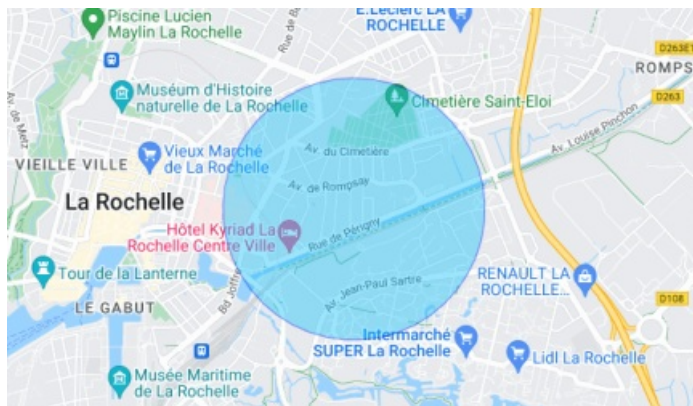 Piscine Lucien
Maylin La Rochelle
Rue de B
E.Leclerc LA
ROCHELLE
D263E1
ROMPS
D263
Av. de Metz
Muséum d'Histoire
naturelle de La Rochelle
Cimetière Saint-Eloi
Av. Louise Pinchon
Av. du Cimetière
VIEILLE VILLE
Vieux Marché
de La Rochelle
Av. de Rompsay
La Rochelle
Hôtel Kyriad La
Rochelle Centre Ville
Rue de Périgny
Tour de la Lanterne
RENAULT LA
ROCHELLE...
Bd Joffre
Av. Jean-Paul Sartre
D108
LE GABUT
Intermarché
SUPER La Rochelle
Lidl La Rochelle
Musée Maritime
de La Rochelle